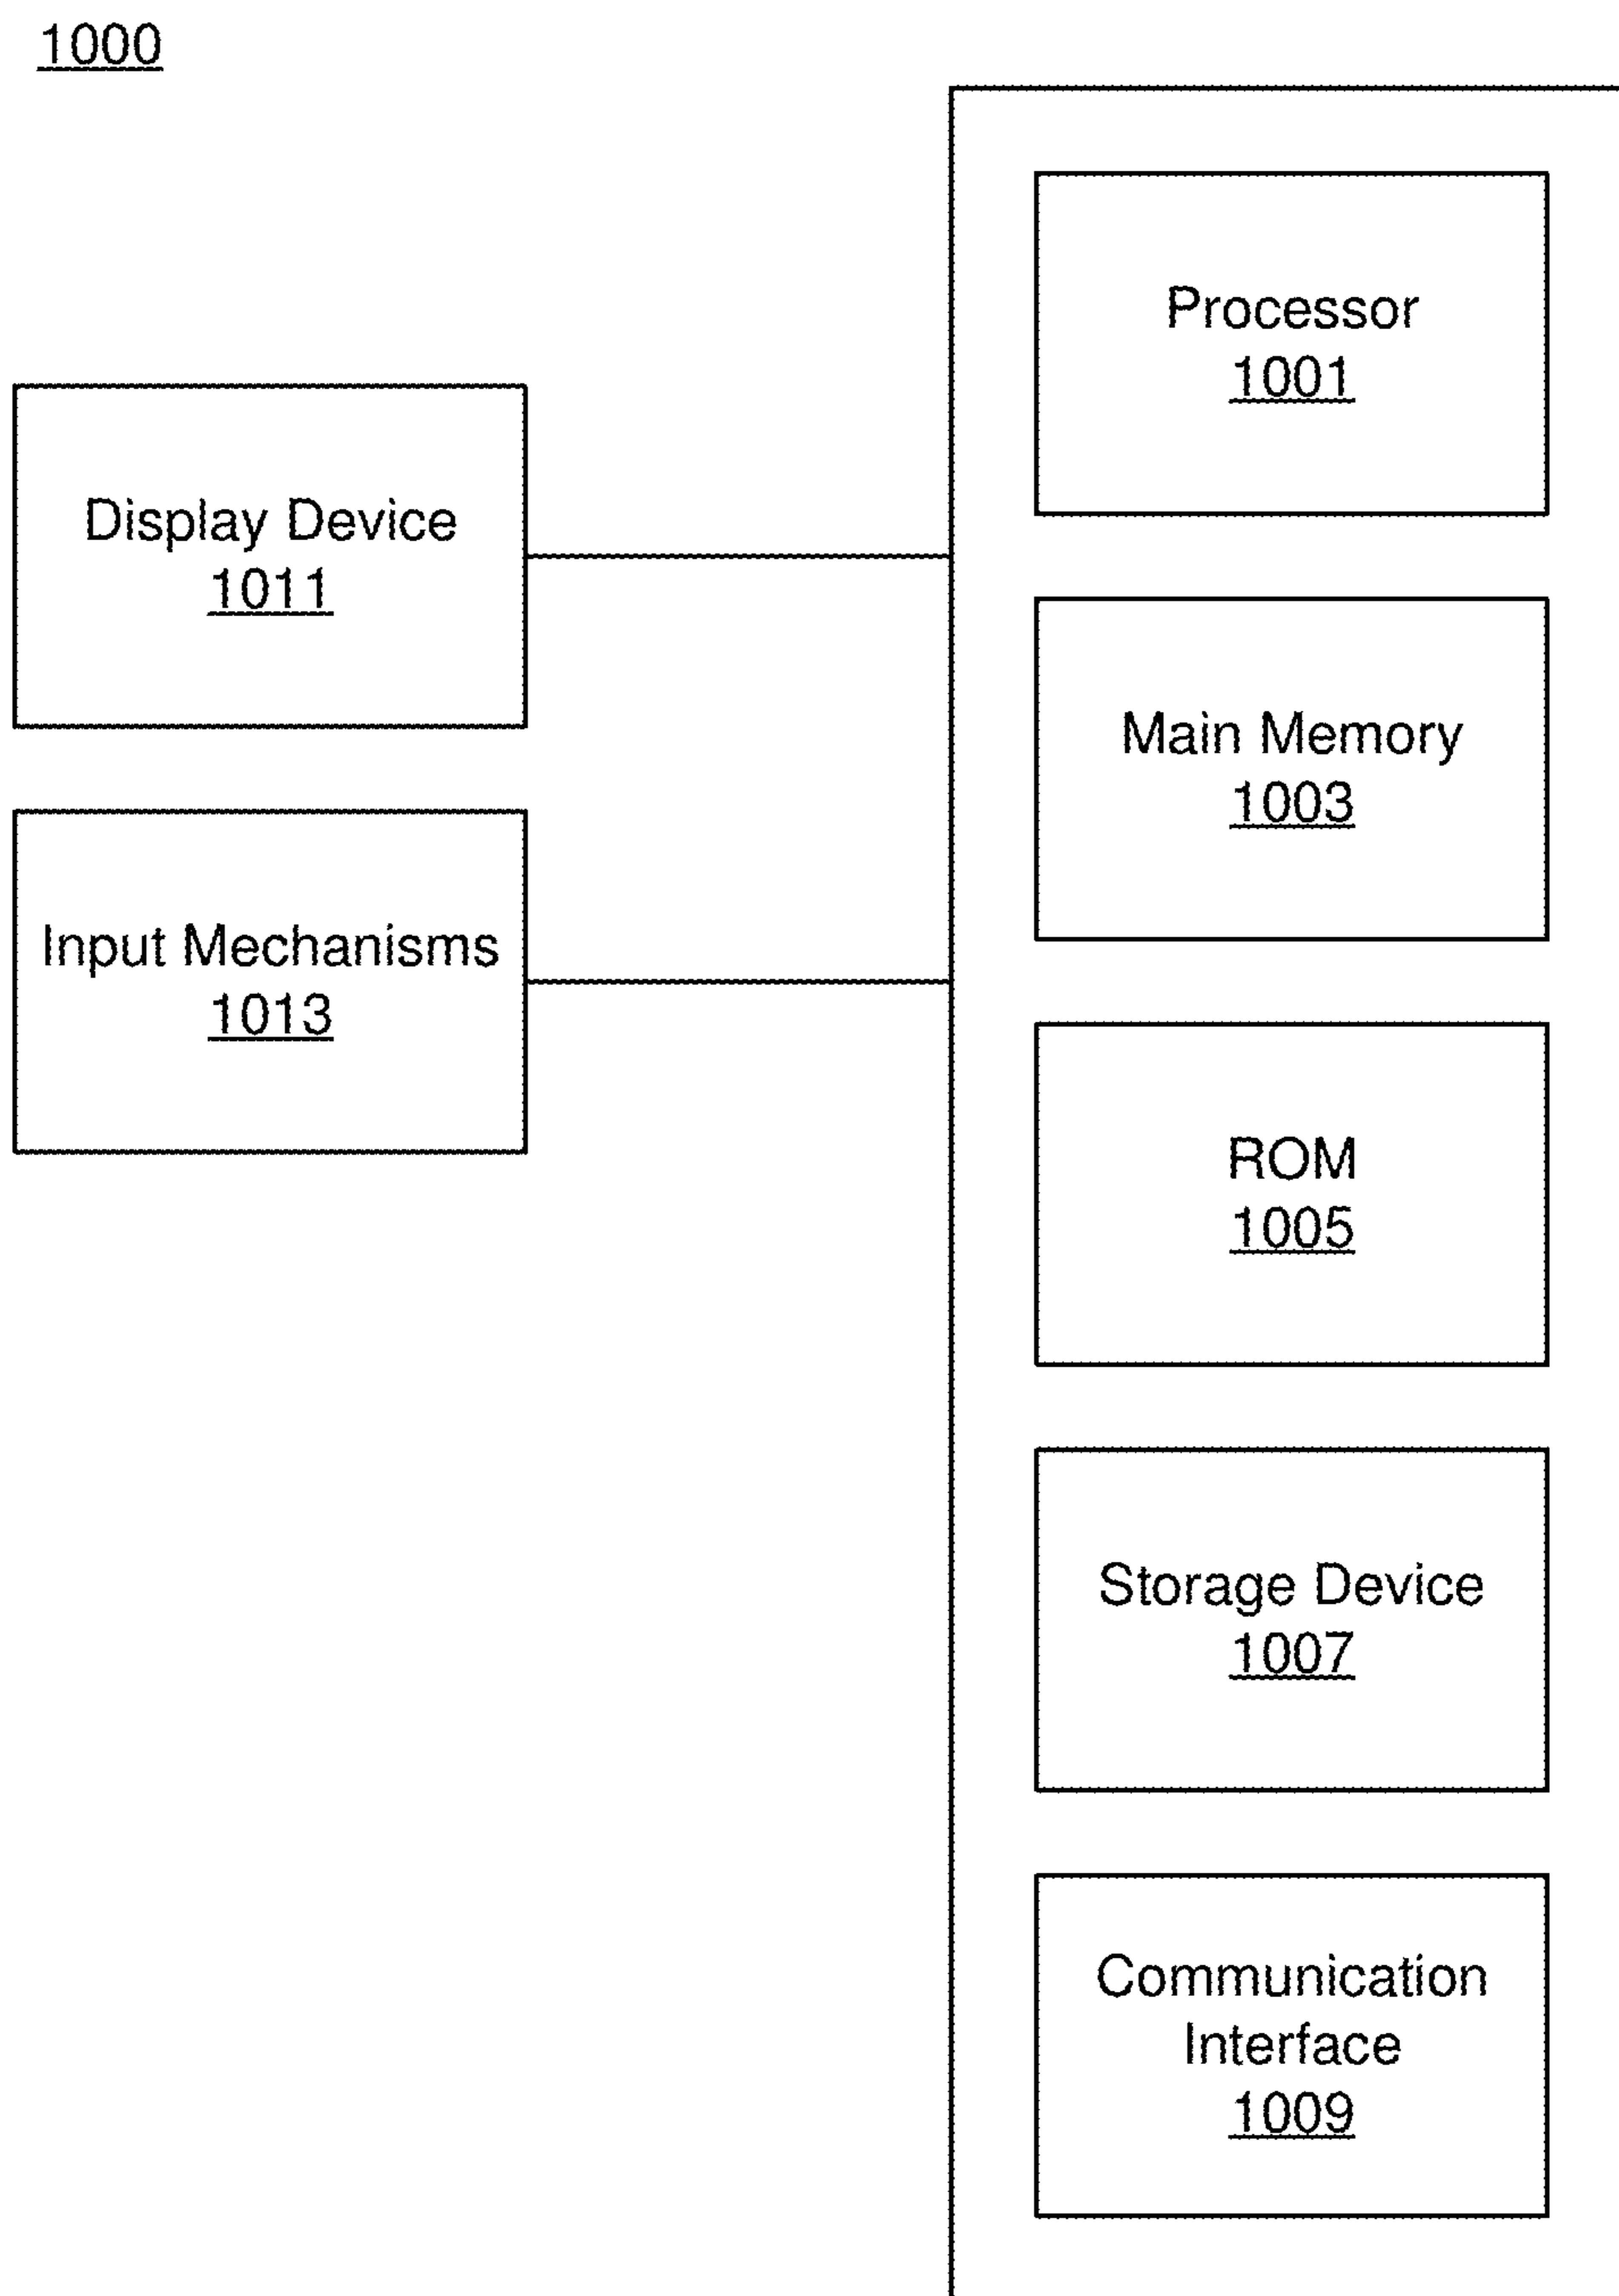 1000
Processor
1001
Display Device
1011
Main Memory
1003
Input Mechanisms
1013
ROM
1005
Storage Device
1007
Communication
Interface
1009